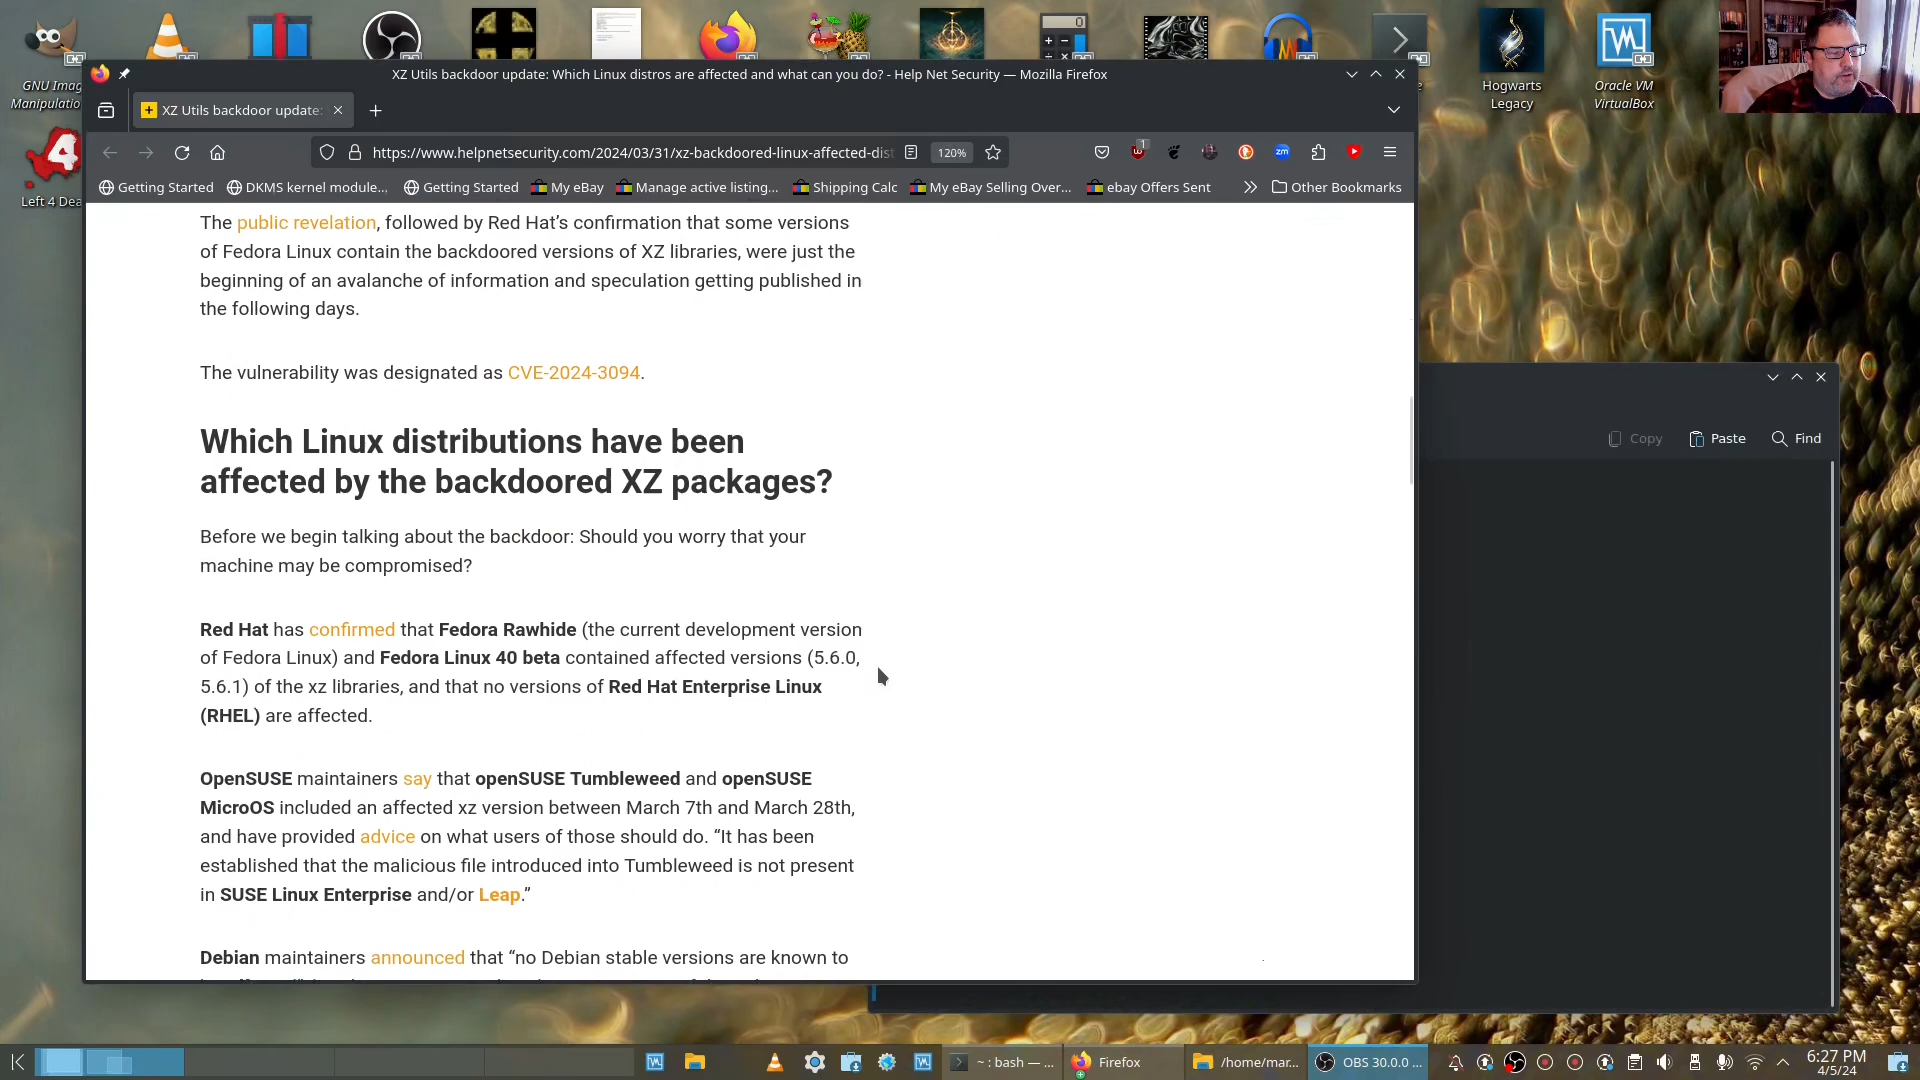 GNU Imag
Manipulatio
Hogwarts
Legacy
Oracle VM
VirtualBox
Left 4 Dea
XZ Utils backdoor update: Which Linux distros are affected and what can you do? - Help Net Security — Mozilla Firefox
XZ Utils backdoor update:
https://www.helpnetsecurity.com/2024/03/31/xz-backdoored-linux-affected-dist
120%
1
Getting Started
DKMS kernel module...
Getting Started
My eBay
Manage active listing...
Shipping Calc
My eBay Selling Over...
ebay Offers Sent
Other Bookmarks
The public revelation, followed by Red Hat’s confirmation that some versions
of Fedora Linux contain the backdoored versions of XZ libraries, were just the
beginning of an avalanche of information and speculation getting published in
the following days.
The vulnerability was designated as CVE-2024-3094.
Which Linux distributions have been
affected by the backdoored XZ packages?
Before we begin talking about the backdoor: Should you worry that your
machine may be compromised?
Red Hat has confirmed that Fedora Rawhide (the current development version
of Fedora Linux) and Fedora Linux 40 beta contained affected versions (5.6.0,
5.6.1) of the xz libraries, and that no versions of Red Hat Enterprise Linux
(RHEL) are affected.
OpenSUSE maintainers say that openSUSE Tumbleweed and openSUSE
MicroOS included an affected xz version between March 7th and March 28th,
and have provided advice on what users of those should do. “It has been
established that the malicious file introduced into Tumbleweed is not present
in SUSE Linux Enterprise and/or Leap.”
Debian maintainers announced that “no Debian stable versions are known to
Copy
Paste
Find
~ : bash — ...
Firefox
/home/mar...
OBS 30.0.0 ...
6:27 PM
4/5/24